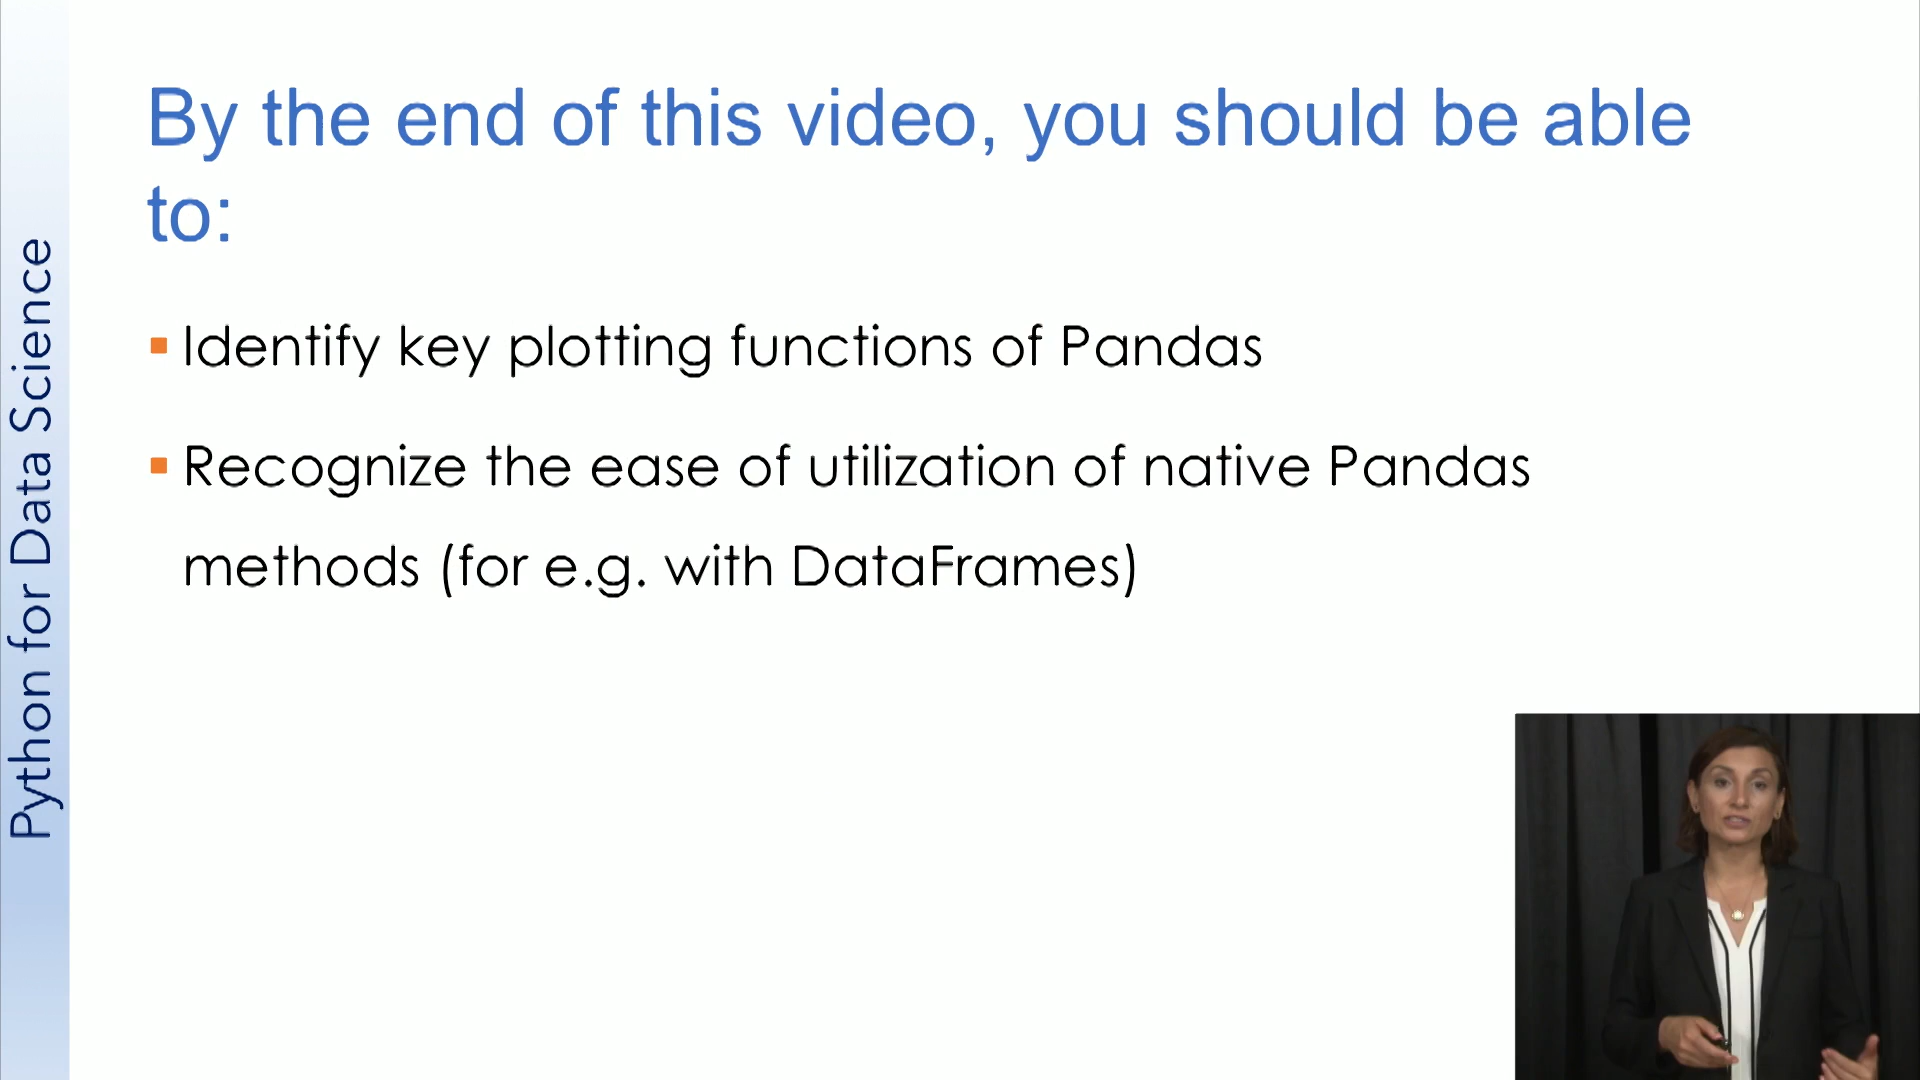 By the end of this video, you should be able
to:
▪ Identify key plotting functions of Pandas
▪ Recognize the ease of utilization of native Pandas
methods (for e.g. with DataFrames)
Python for Data Science